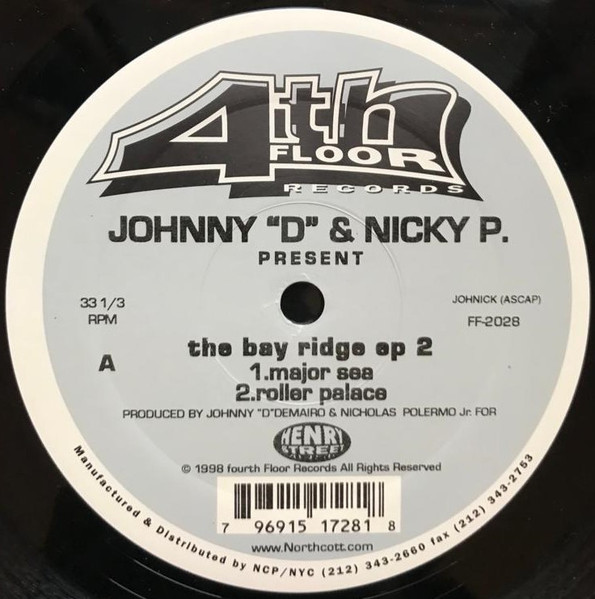 4th
FLOOR
RECORDS
JOHNNY "D" & NICKY P.
PRESENT
33 1/3
RPM
JOHNICK (ASCAP)
FF-2028
A
the bay ridge ep 2
1.major sea
2.roller palace
PRODUCED BY JOHNNY "D"DEMAIRO & NICHOLAS POLERMO Jr. FOR
HENRY
STREET
© 1998 fourth Floor Records All Rights Reserved
7 96915 17281 8
www.Northcott.com
Manufactured & Distributed by NCP/NYC (212) 343-2660 fax (212) 343-2753